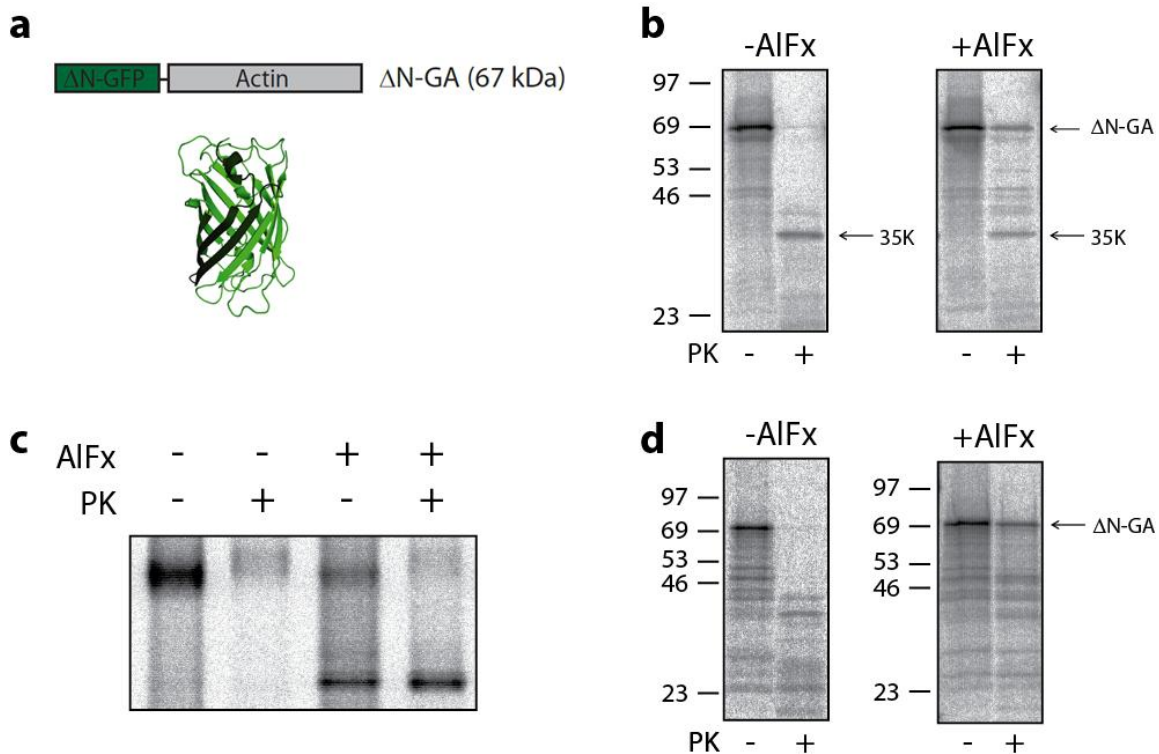 a
ΔN-GFP Actin ΔN-GA (67 kDa)
b
-AlFx +AlFx
97
69
53
46
23
ΔN-GA
35K 35K
PK - + - +
c
AlFx - - + +
PK - + - +
d
-AlFx +AlFx
97 97
69 69 ΔN-GA
53 53
46 46
23 23
PK - + - +